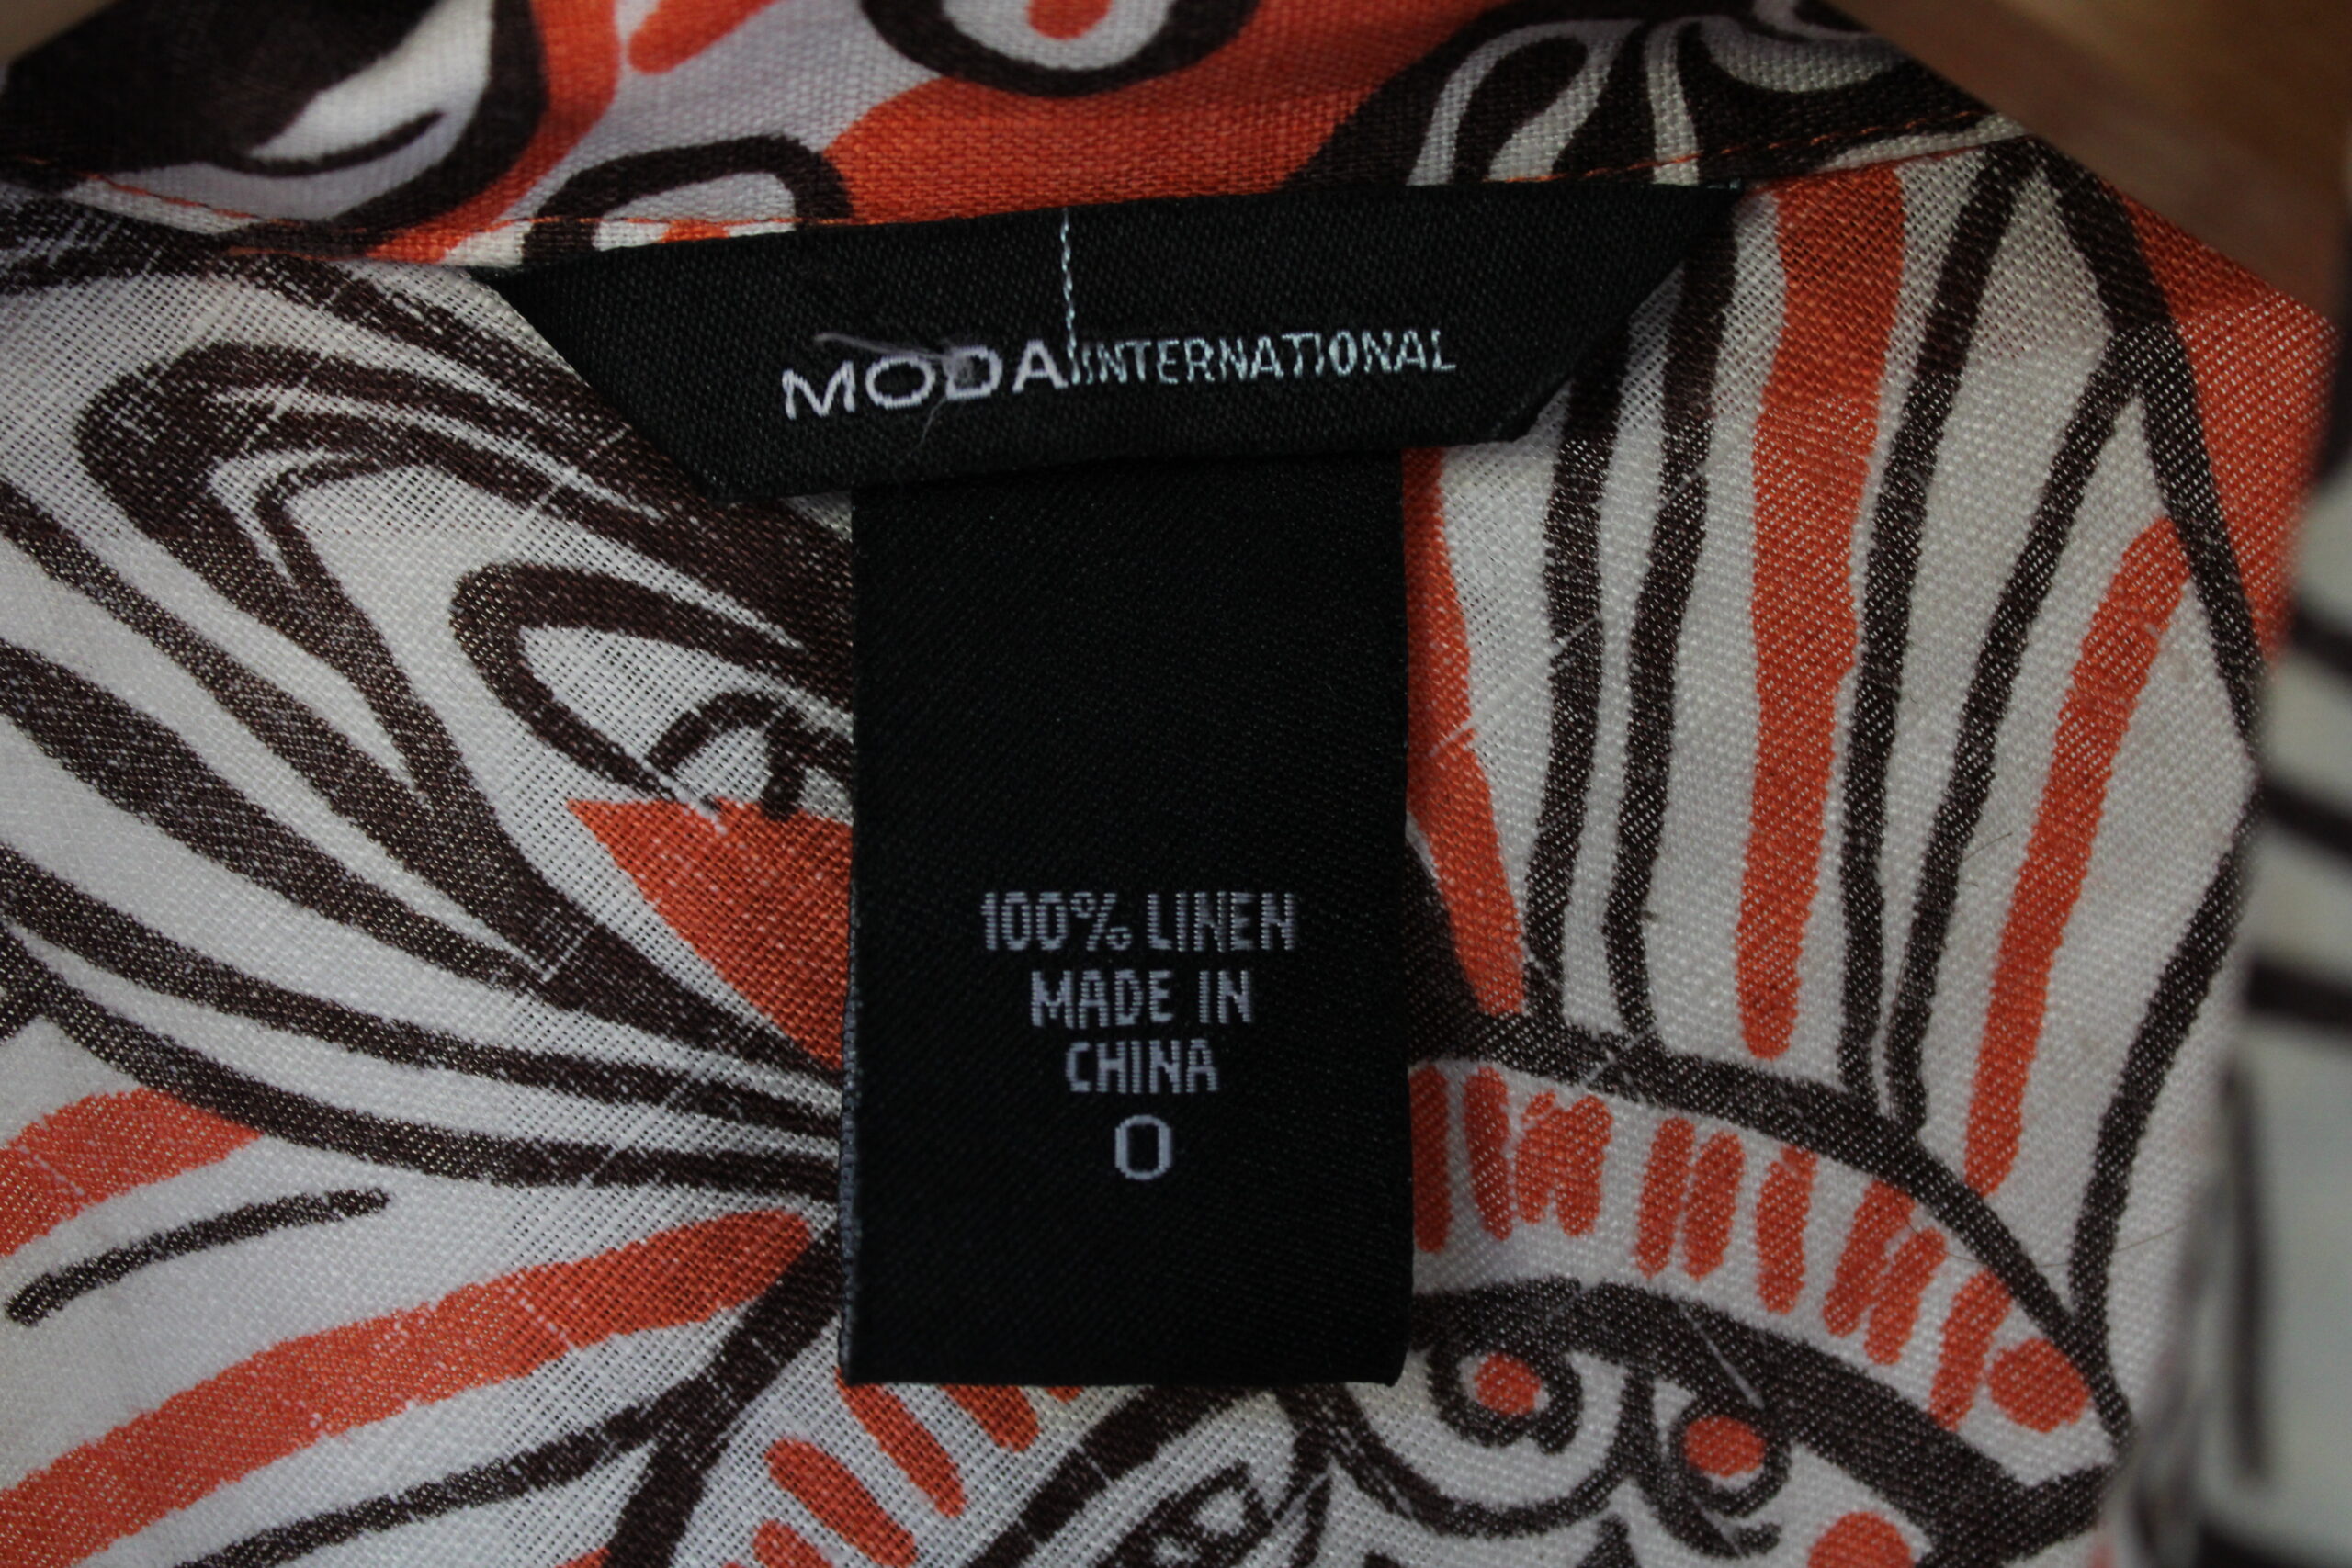 MODA INTERNATIONAL
100% LINEN
MADE IN
CHINA
0